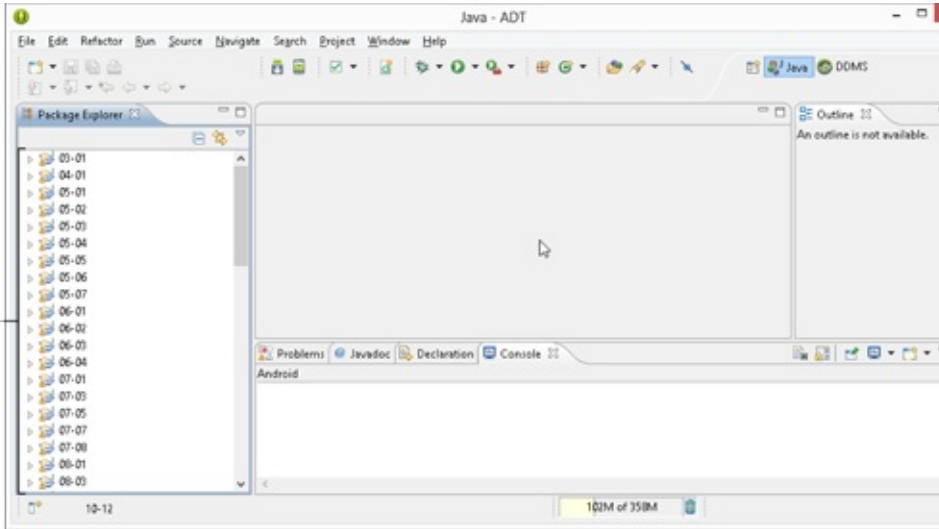 Java - ADT
File Edit Refactor Run Source Navigate Search Project Window Help
Java DDMS
Package Explorer
Outline
An outline is not available.
03-01
04-01
05-01
05-02
05-03
05-04
05-05
05-06
05-07
06-01
06-02
06-03
06-04
07-01
07-03
07-05
07-07
07-08
08-01
08-03
Problems Javadoc Declaration Console
Android
10-12
102M of 358M